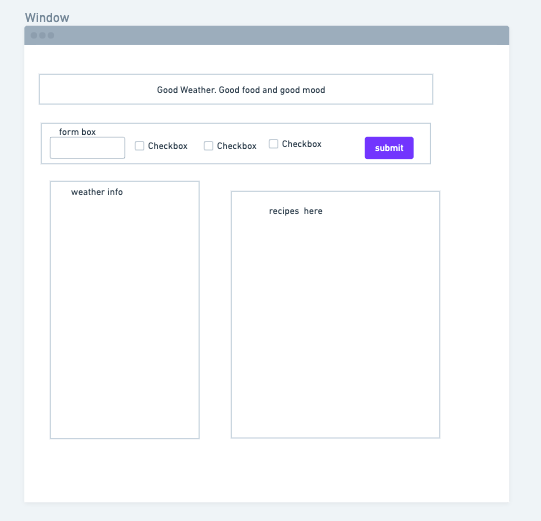 Window
Good Weather. Good food and good mood
form box
Checkbox
Checkbox
Checkbox
submit
weather info
recipes here